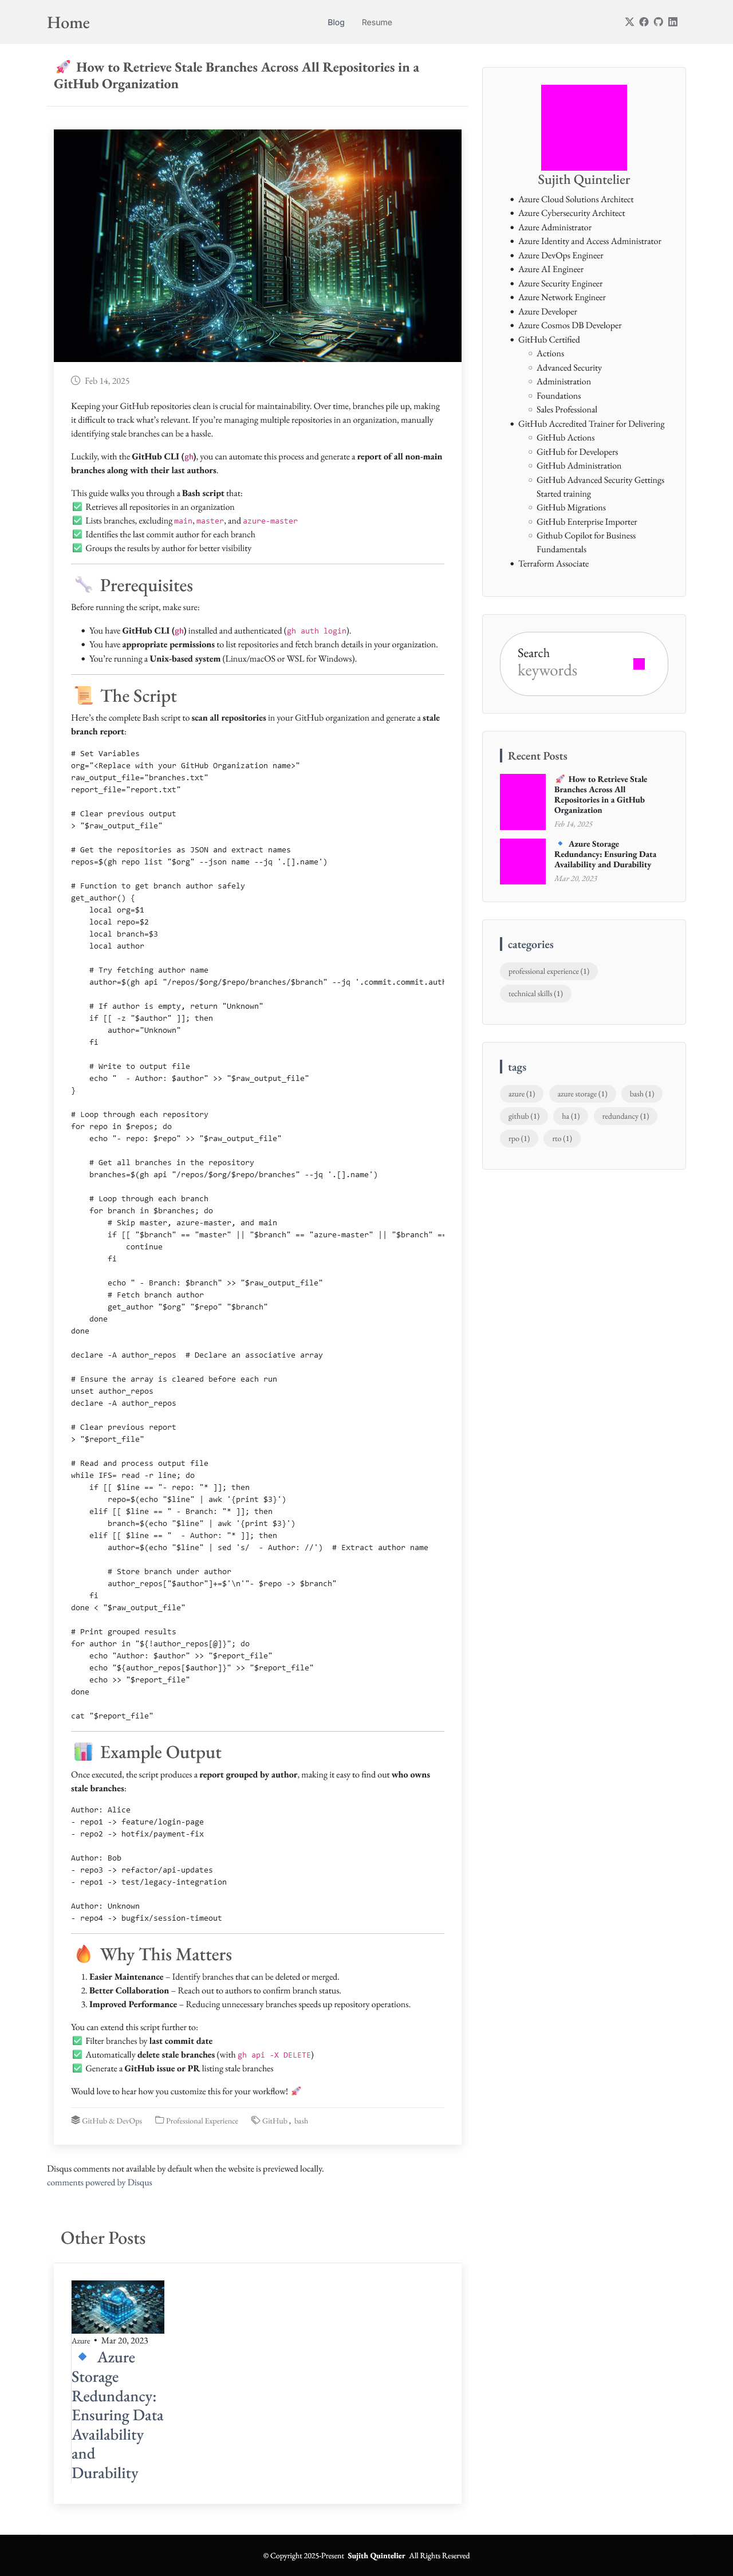 Home
Blog
Resume
🚀 How to Retrieve Stale Branches Across All Repositories in a
GitHub Organization
Feb 14, 2025
Keeping your GitHub repositories clean is crucial for maintainability. Over time, branches pile up, making
it difficult to track what's relevant. If you're managing multiple repositories in an organization, manually
identifying stale branches can be a hassle.
Luckily, with the GitHub CLI (gh), you can automate this process and generate a report of all non-main
branches along with their last authors.
This guide walks you through a Bash script that:
✅ Retrieves all repositories in an organization
✅ Lists branches, excluding main, master, and azure-master
✅ Identifies the last commit author for each branch
✅ Groups the results by author for better visibility
🔧 Prerequisites
Before running the script, make sure:
• You have GitHub CLI (gh) installed and authenticated (gh auth login).
• You have appropriate permissions to list repositories and fetch branch details in your organization.
• You're running a Unix-based system (Linux/macOS or WSL for Windows).
📜 The Script
Here's the complete Bash script to scan all repositories in your GitHub organization and generate a stale
branch report:
# Set Variables
org="<Replace with your GitHub Organization name>"
raw_output_file="branches.txt"
report_file="report.txt"
# Clear previous output
> "$raw_output_file"
# Get the repositories as JSON and extract names
repos=$(gh repo list "$org" --json name --jq '.[].name')
# Function to get branch author safely
get_author() {
    local org=$1
    local repo=$2
    local branch=$3
    local author
    # Try fetching author name
    author=$(gh api "/repos/$org/$repo/branches/$branch" --jq '.commit.commit.auth
    # If author is empty, return "Unknown"
    if [[ -z "$author" ]]; then
        author="Unknown"
    fi
    # Write to output file
    echo "  - Author: $author" >> "$raw_output_file"
}
# Loop through each repository
for repo in $repos; do
    echo "- repo: $repo" >> "$raw_output_file"
    # Get all branches in the repository
    branches=$(gh api "/repos/$org/$repo/branches" --jq '.[].name')
    # Loop through each branch
    for branch in $branches; do
        # Skip master, azure-master, and main
        if [[ "$branch" == "master" || "$branch" == "azure-master" || "$branch" ==
            continue
        fi
        echo " - Branch: $branch" >> "$raw_output_file"
        # Fetch branch author
        get_author "$org" "$repo" "$branch"
    done
done
declare -A author_repos  # Declare an associative array
# Ensure the array is cleared before each run
unset author_repos
declare -A author_repos
# Clear previous report
> "$report_file"
# Read and process output file
while IFS= read -r line; do
    if [[ $line == "- repo: "* ]]; then
        repo=$(echo "$line" | awk '{print $3}')
    elif [[ $line == " - Branch: "* ]]; then
        branch=$(echo "$line" | awk '{print $3}')
    elif [[ $line == "  - Author: "* ]]; then
        author=$(echo "$line" | sed 's/  - Author: //')  # Extract author name
        # Store branch under author
        author_repos["$author"]+=$'\n'"- $repo -> $branch"
    fi
done < "$raw_output_file"
# Print grouped results
for author in "${!author_repos[@]}"; do
    echo "Author: $author" >> "$report_file"
    echo "${author_repos[$author]}" >> "$report_file"
    echo >> "$report_file"
done
cat "$report_file"
📊 Example Output
Once executed, the script produces a report grouped by author, making it easy to find out who owns
stale branches:
Author: Alice
- repo1 -> feature/login-page
- repo2 -> hotfix/payment-fix
Author: Bob
- repo3 -> refactor/api-updates
- repo1 -> test/legacy-integration
Author: Unknown
- repo4 -> bugfix/session-timeout
🔥 Why This Matters
1. Easier Maintenance – Identify branches that can be deleted or merged.
2. Better Collaboration – Reach out to authors to confirm branch status.
3. Improved Performance – Reducing unnecessary branches speeds up repository operations.
You can extend this script further to:
✅ Filter branches by last commit date
✅ Automatically delete stale branches (with gh api -X DELETE)
✅ Generate a GitHub issue or PR listing stale branches
Would love to hear how you customize this for your workflow! 🚀
GitHub & DevOps
Professional Experience
GitHub, bash
Disqus comments not available by default when the website is previewed locally.
comments powered by Disqus
Other Posts
Azure • Mar 20, 2023
🔹 Azure
Storage
Redundancy:
Ensuring Data
Availability
and
Durability
Sujith Quintelier
• Azure Cloud Solutions Architect
• Azure Cybersecurity Architect
• Azure Administrator
• Azure Identity and Access Administrator
• Azure DevOps Engineer
• Azure AI Engineer
• Azure Security Engineer
• Azure Network Engineer
• Azure Developer
• Azure Cosmos DB Developer
• GitHub Certified
○ Actions
○ Advanced Security
○ Administration
○ Foundations
○ Sales Professional
• GitHub Accredited Trainer for Delivering
○ GitHub Actions
○ GitHub for Developers
○ GitHub Administration
○ GitHub Advanced Security Gettings
Started training
○ GitHub Migrations
○ GitHub Enterprise Importer
○ Github Copilot for Business
Fundamentals
• Terraform Associate
Search
keywords
Recent Posts
🚀 How to Retrieve Stale
Branches Across All
Repositories in a GitHub
Organization
Feb 14, 2025
🔹 Azure Storage
Redundancy: Ensuring Data
Availability and Durability
Mar 20, 2023
categories
professional experience (1)
technical skills (1)
tags
azure (1)
azure storage (1)
bash (1)
github (1)
ha (1)
redundancy (1)
rpo (1)
rto (1)
© Copyright 2025-Present Sujith Quintelier All Rights Reserved